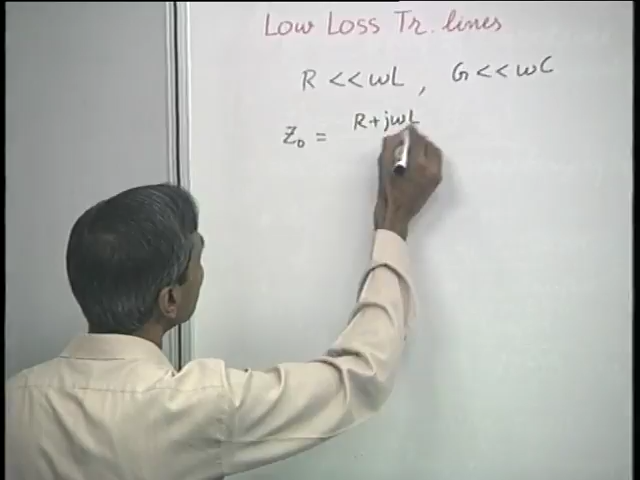 Low Loss Tr. lines
R << ωL , G << ωC
Z₀ = R+jωL